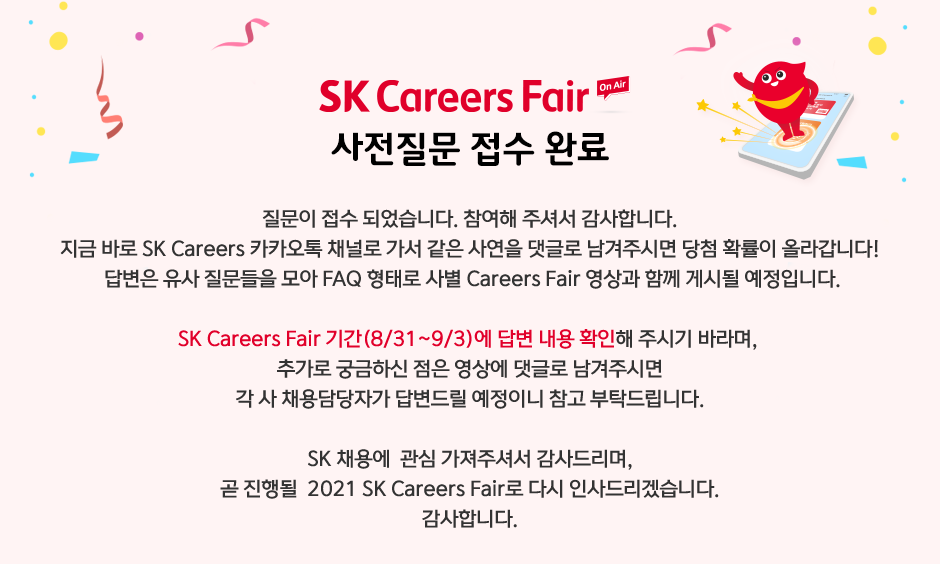 SK Careers Fair On Air
사전질문 접수 완료
질문이 접수 되었습니다. 참여해 주셔서 감사합니다.
지금 바로 SK Careers 카카오톡 채널로 가서 같은 사연을 댓글로 남겨주시면 당첨 확률이 올라갑니다!
답변은 유사 질문들을 모아 FAQ 형태로 사별 Careers Fair 영상과 함께 게시될 예정입니다.
SK Careers Fair 기간(8/31~9/3)에 답변 내용 확인해 주시기 바라며,
추가로 궁금하신 점은 영상에 댓글로 남겨주시면
각 사 채용담당자가 답변드릴 예정이니 참고 부탁드립니다.
SK 채용에 관심 가져주셔서 감사드리며,
곧 진행될 2021 SK Careers Fair로 다시 인사드리겠습니다.
감사합니다.